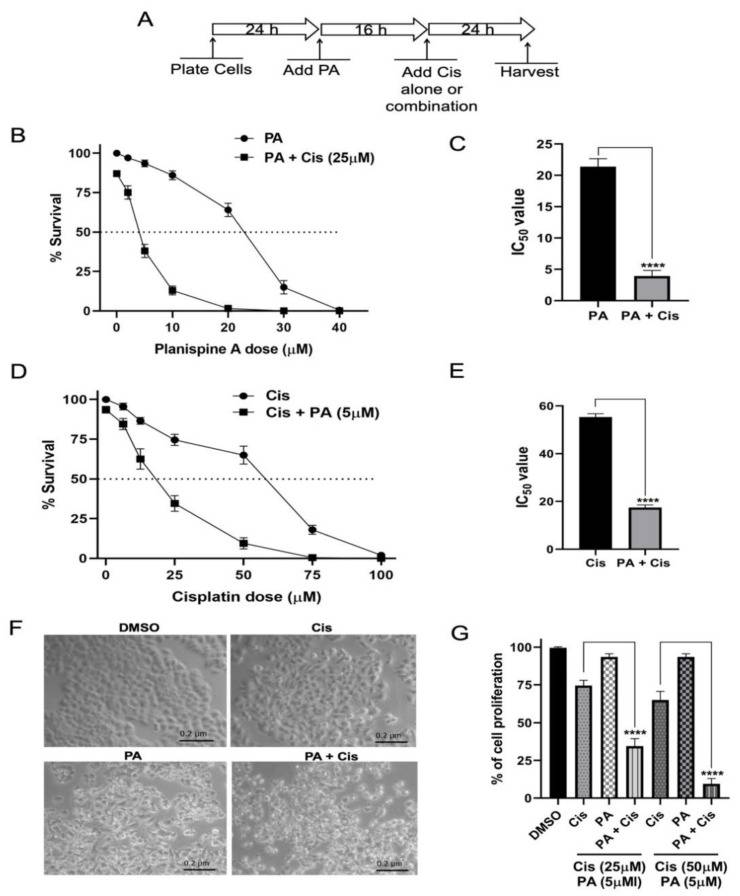 A
24 h 16 h 24 h
Plate Cells Add PA Add Cis Harvest
alone or
combination
B
PA
PA + Cis (25μM)
% Survival
100
75
50
25
0
0 10 20 30 40
Planispine A dose (μM)
C
IC50 value
25
20
15
10
5
0
****
PA PA + Cis
D
Cis
Cis + PA (5μM)
% Survival
100
75
50
25
0
0 25 50 75 100
Cisplatin dose (μM)
E
IC50 value
60
40
20
0
****
Cis PA + Cis
F
DMSO Cis
0.2 μm 0.2 μm
PA PA + Cis
0.2 μm 0.2 μm
G
% of cell proliferation
100
75
50
25
0
****
****
DMSO Cis PA PA + Cis Cis PA PA + Cis
Cis (25μM) Cis (50μM)
PA (5μMl) PA (5μM)